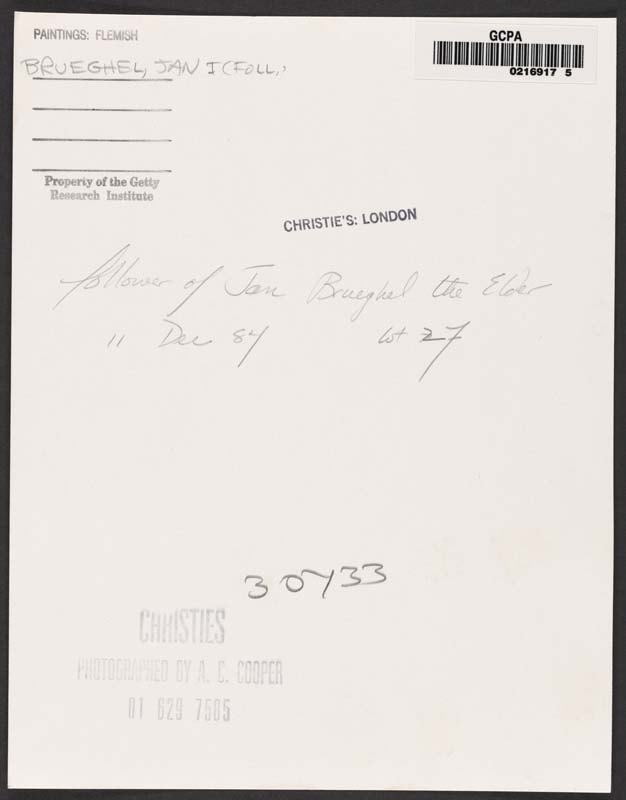 PAINTINGS: FLEMISH
BRUEGHEL, JAN I (FOLL.)
GCPA
0216917 5
Property of the Getty
Research Institute
CHRISTIE'S: LONDON
follower of Jan Brueghel the Elder
11 Dec 84 lot 27
30433
CHRISTIES
PHOTOGRAPHED BY A. C. COOPER
01 629 7585